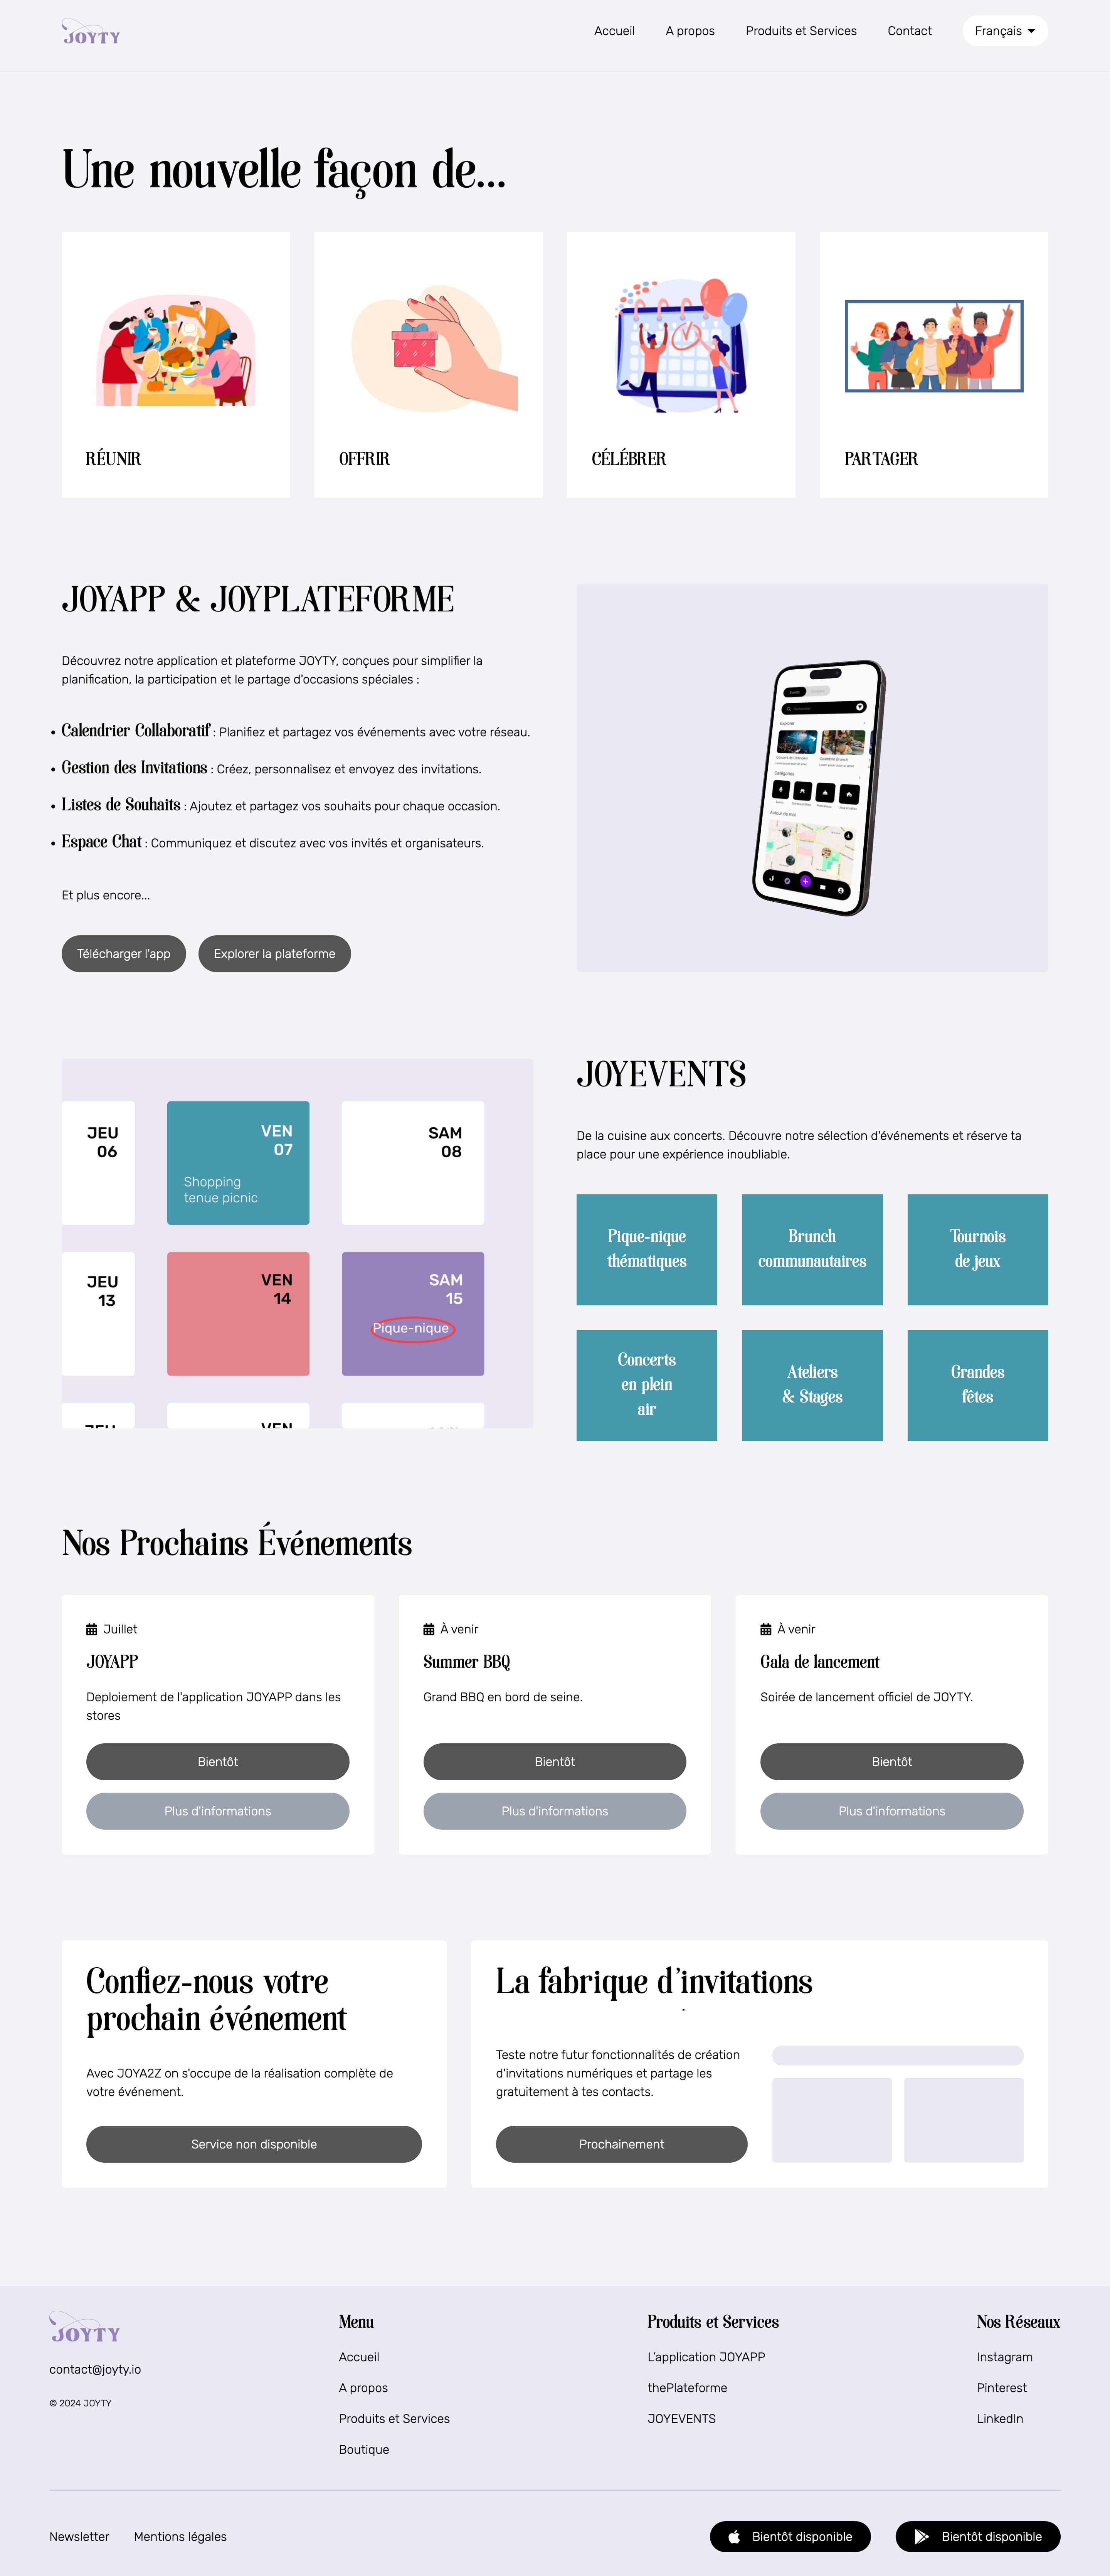 JOYTY
Accueil
A propos
Produits et Services
Contact
Français
Une nouvelle façon de...
RÉUNIR
OFFRIR
CÉLÉBRER
PARTAGER
JOYAPP & JOYPLATEFORME
Découvrez notre application et plateforme JOYTY, conçues pour simplifier la
planification, la participation et le partage d'occasions spéciales :
• Calendrier Collaboratif : Planifiez et partagez vos événements avec votre réseau.
• Gestion des Invitations : Créez, personnalisez et envoyez des invitations.
• Listes de Souhaits : Ajoutez et partagez vos souhaits pour chaque occasion.
• Espace Chat : Communiquez et discutez avec vos invités et organisateurs.
Et plus encore...
Télécharger l'app
Explorer la plateforme
JEU
06
VEN
07
Shopping
tenue picnic
SAM
08
JEU
13
VEN
14
SAM
15
Pique-nique
JEU
VEN
JOYEVENTS
De la cuisine aux concerts. Découvre notre sélection d'événements et réserve ta
place pour une expérience inoubliable.
Pique-nique
thématiques
Brunch
communautaires
Tournois
de jeux
Concerts
en plein
air
Ateliers
& Stages
Grandes
fêtes
Nos Prochains Événements
Juillet
JOYAPP
Deploiement de l'application JOYAPP dans les
stores
Bientôt
Plus d'informations
À venir
Summer BBQ
Grand BBQ en bord de seine.
Bientôt
Plus d'informations
À venir
Gala de lancement
Soirée de lancement officiel de JOYTY.
Bientôt
Plus d'informations
Confiez-nous votre
prochain événement
Avec JOYA2Z on s'occupe de la réalisation complète de
votre événement.
Service non disponible
La fabrique d'invitations
Teste notre futur fonctionnalités de création
d'invitations numériques et partage les
gratuitement à tes contacts.
Prochainement
JOYTY
contact@joyty.io
© 2024 JOYTY
Menu
Accueil
A propos
Produits et Services
Boutique
Produits et Services
L'application JOYAPP
thePlateforme
JOYEVENTS
Nos Réseaux
Instagram
Pinterest
LinkedIn
Newsletter
Mentions légales
Bientôt disponible
Bientôt disponible